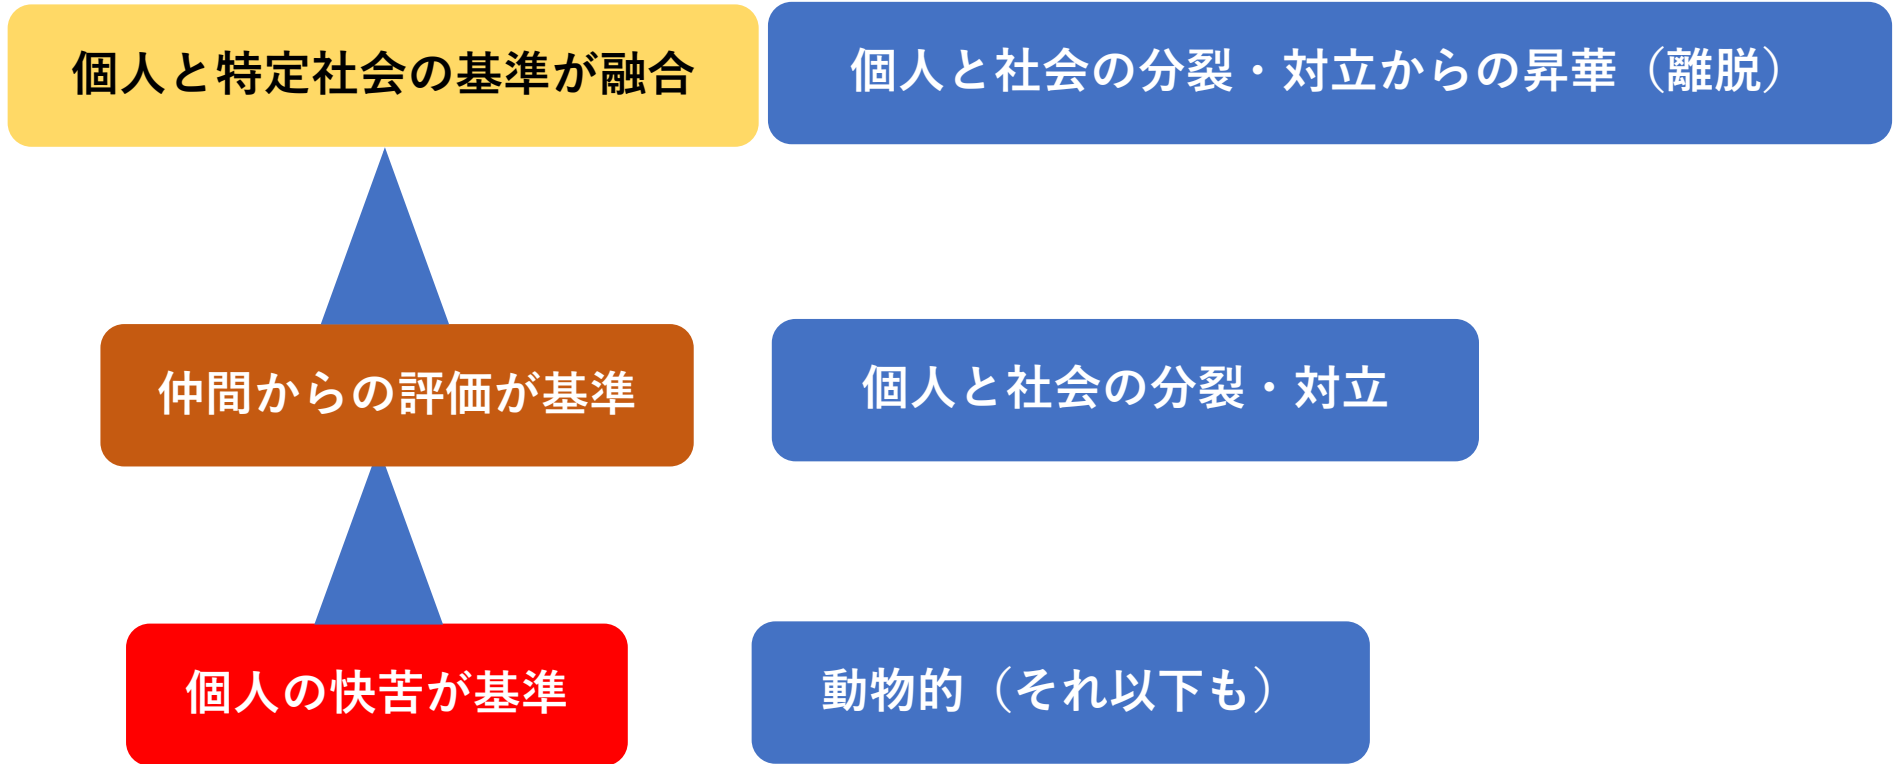 個人と特定社会の基準が融合
個人と社会の分裂・対立からの昇華（離脱）
仲間からの評価が基準
個人と社会の分裂・対立
個人の快苦が基準
動物的（それ以下も）